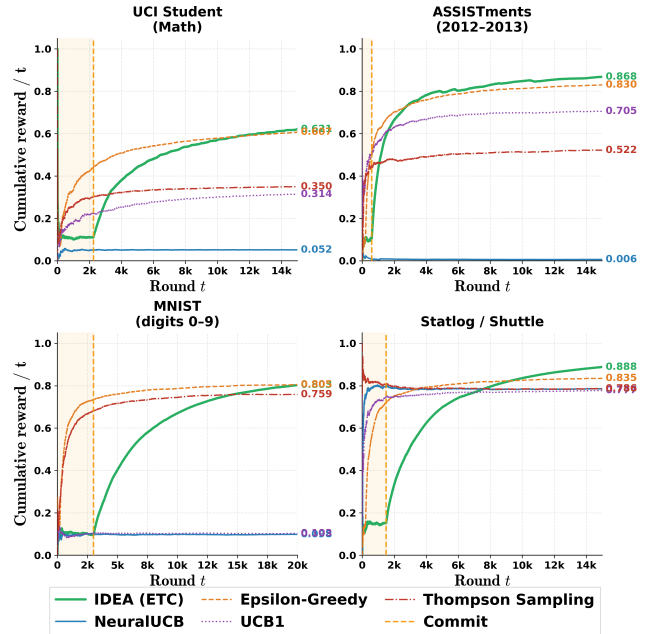 UCI Student
(Math)
Cumulative reward / t
1.0
0.8
0.6
0.4
0.2
0.0
0.621
0.350
0.314
0.052
0 2k 4k 6k 8k 10k 12k 15k
Round t
ASSISTments
(2012–2013)
1.0
0.8
0.6
0.4
0.2
0.0
0.868
0.830
0.705
0.522
0.006
0 2k 4k 6k 8k 10k 12k 15k
Round t
MNIST
(digits 0–9)
Cumulative reward / t
1.0
0.8
0.6
0.4
0.2
0.0
0.759
0 2k 5k 8k 10k 12k 15k 18k 20k
Round t
Statlog / Shuttle
1.0
0.8
0.6
0.4
0.2
0.0
0.888
0.835
0 2k 4k 6k 8k 10k 12k 15k
Round t
IDEA (ETC) Epsilon-Greedy Thompson Sampling
NeuralUCB UCB1 Commit